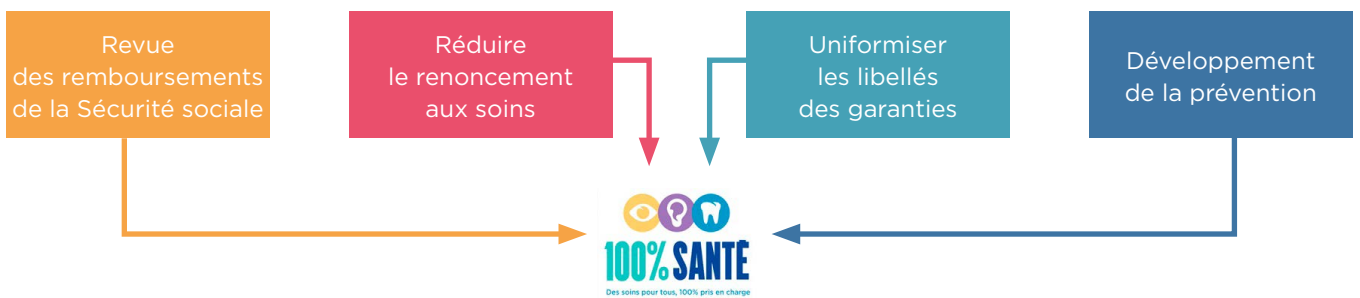 Revue
des remboursements
de la Sécurité sociale
Réduire
le renoncement
aux soins
Uniformiser
les libellés
des garanties
Développement
de la prévention
100% SANTÉ
Des soins pour tous, 100% pris en charge